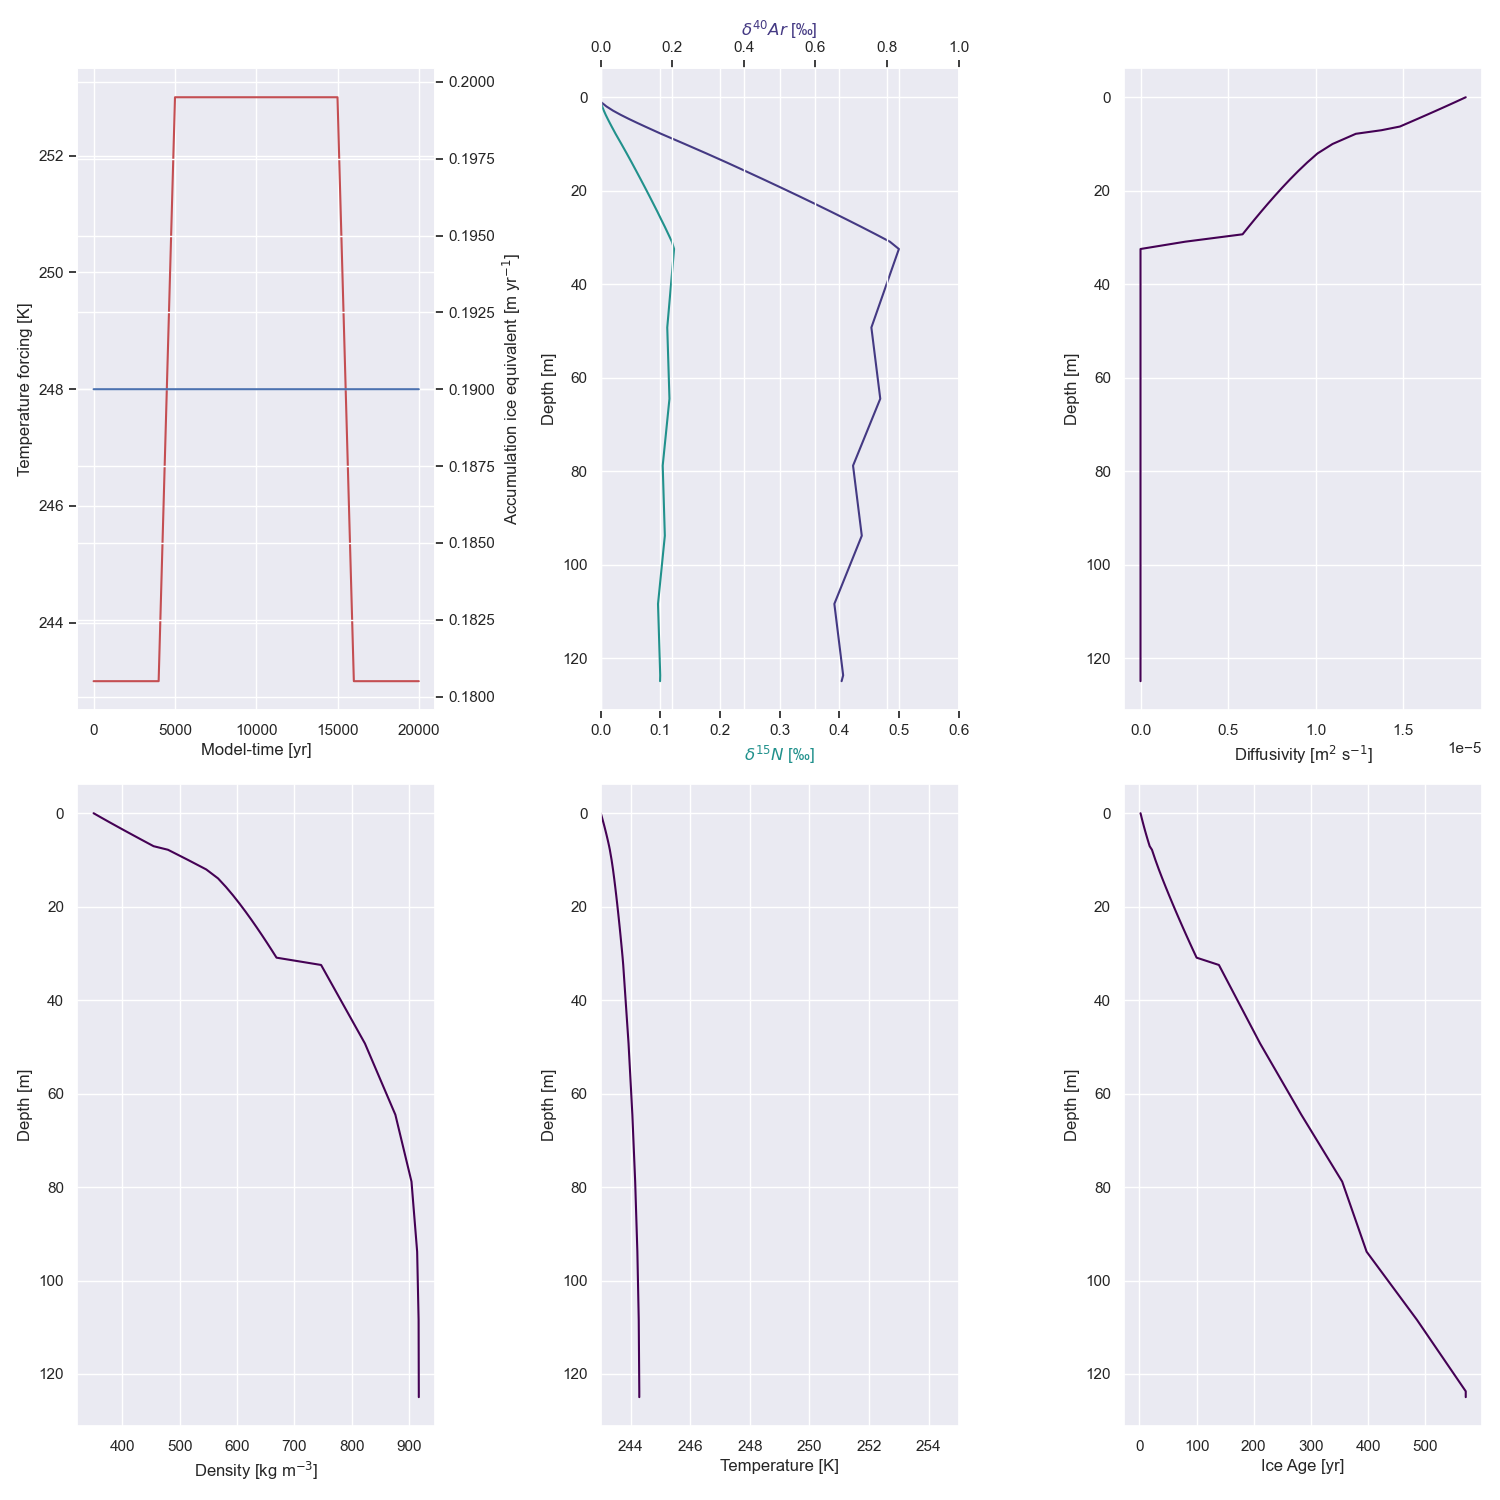 δ⁴⁰Ar [‰]
0.0 0.2 0.4 0.6 0.8 1.0
252
250
248
246
244
Temperature forcing [K]
0.2000
0.1975
0.1950
0.1925
0.1900
0.1875
0.1850
0.1825
0.1800
Accumulation ice equivalent [m yr⁻¹]
0 5000 10000 15000 20000
Model-time [yr]
0
20
40
60
80
100
120
Depth [m]
0.0 0.1 0.2 0.3 0.4 0.5 0.6
δ¹⁵N [‰]
0
20
40
60
80
100
120
Depth [m]
0.0 0.5 1.0 1.5
1e−5
Diffusivity [m² s⁻¹]
0
20
40
60
80
100
120
Depth [m]
400 500 600 700 800 900
Density [kg m⁻³]
0
20
40
60
80
100
120
Depth [m]
244 246 248 250 252 254
Temperature [K]
0
20
40
60
80
100
120
Depth [m]
0 100 200 300 400 500
Ice Age [yr]